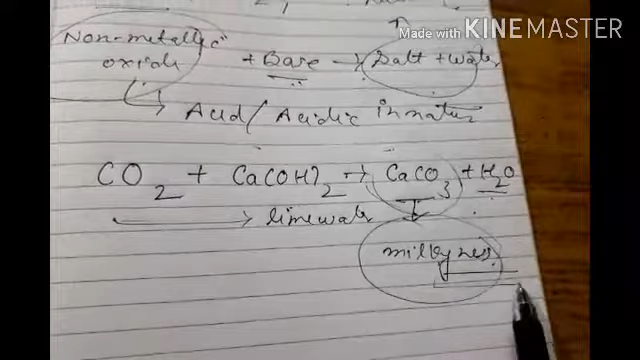 Made with KINEMASTER
Non-metallic
oxide + Base → Salt + water
Acid / Acidic in nature
CO2 + Ca(OH)2 → CaCO3 + H2O
limewater
milkyness